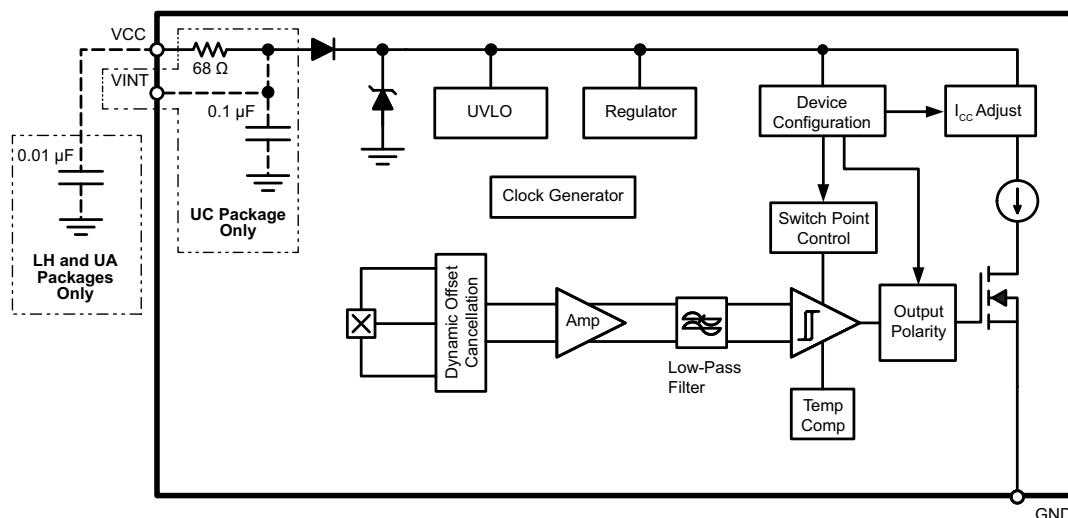 VCC
68 Ω
VINT
0.1 µF
UC Package
Only
0.01 µF
LH and UA
Packages
Only
UVLO
Regulator
Device
Configuration
ICC Adjust
Clock Generator
Switch Point
Control
Dynamic Offset
Cancellation
Amp
Low-Pass
Filter
Output
Polarity
Temp
Comp
GND